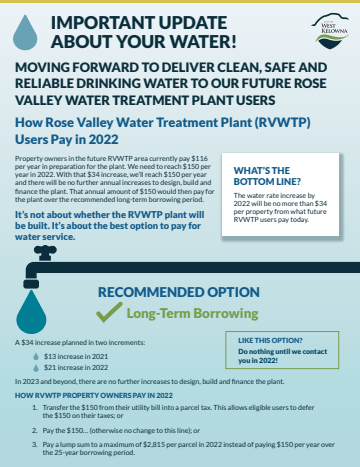 IMPORTANT UPDATE
ABOUT YOUR WATER!
CITY OF
WEST
KELOWNA
MOVING FORWARD TO DELIVER CLEAN, SAFE AND
RELIABLE DRINKING WATER TO OUR FUTURE ROSE
VALLEY WATER TREATMENT PLANT USERS
How Rose Valley Water Treatment Plant (RVWTP)
Users Pay in 2022
Property owners in the future RVWTP area currently pay $116
per year in preparation for the plant. We need to reach $150 per
year in 2022. With that $34 increase, we'll reach $150 per year
and there will be no further annual increases to design, build and
finance the plant. That annual amount of $150 would then pay for
the plant over the recommended long-term borrowing period.
It's not about whether the RVWTP plant will
be built. It's about the best option to pay for
water service.
WHAT'S THE
BOTTOM LINE?
The water rate increase by
2022 will be no more than $34
per property from what future
RVWTP users pay today.
RECOMMENDED OPTION
Long-Term Borrowing
A $34 increase planned in two increments:
$13 increase in 2021
$21 increase in 2022
LIKE THIS OPTION?
Do nothing until we contact
you in 2022!
In 2023 and beyond, there are no further increases to design, build and finance the plant.
HOW RVWTP PROPERTY OWNERS PAY IN 2022
1. Transfer the $150 from their utility bill into a parcel tax. This allows eligible users to defer
the $150 on their taxes; or
2. Pay the $150... (otherwise no change to this line); or
3. Pay a lump sum to a maximum of $2,815 per parcel in 2022 instead of paying $150 per year over
the 25-year borrowing period.